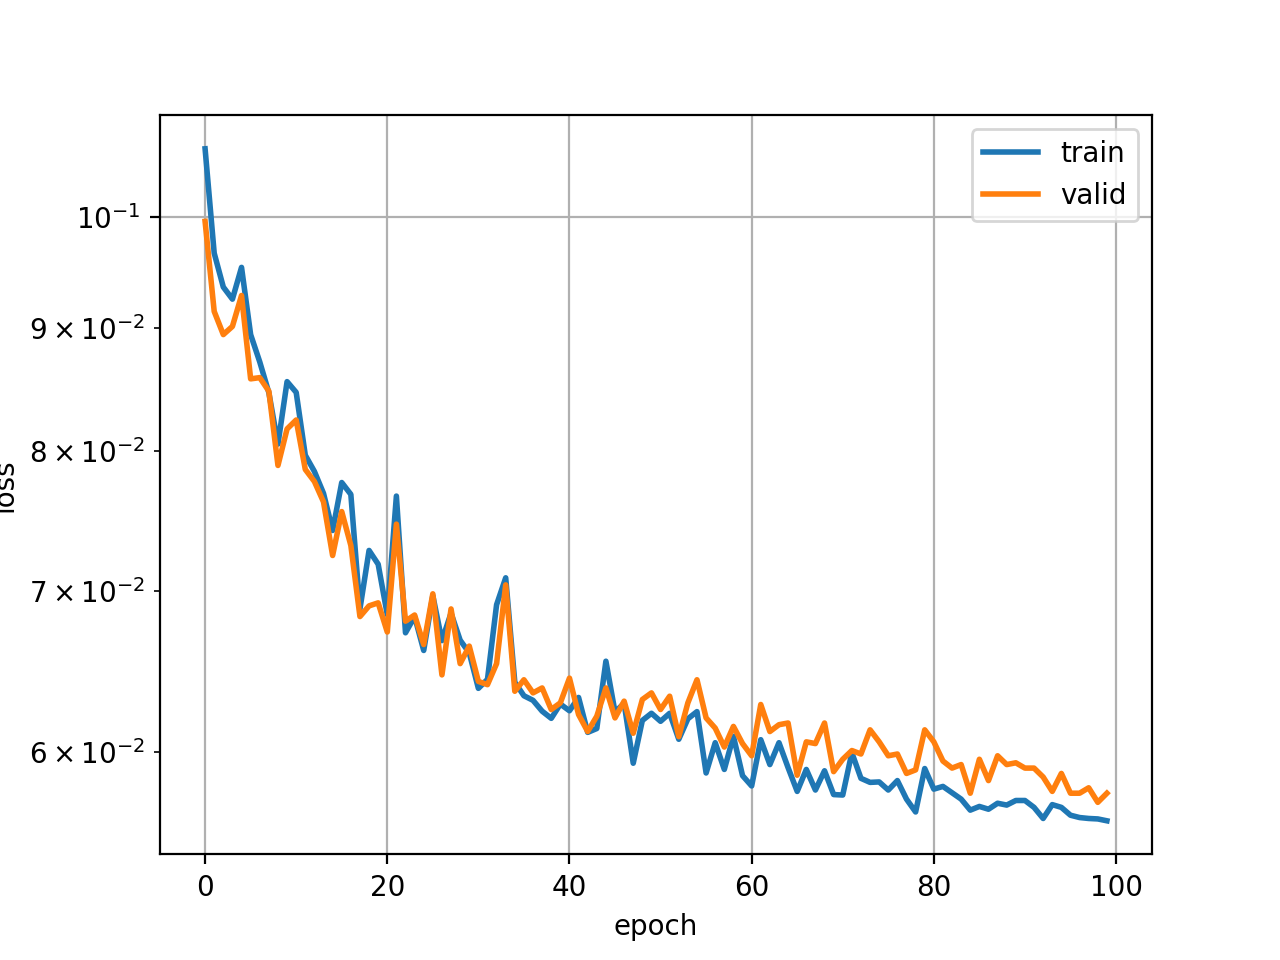 train
valid
10⁻¹
9 × 10⁻²
8 × 10⁻²
7 × 10⁻²
6 × 10⁻²
loss
0 20 40 60 80 100
epoch